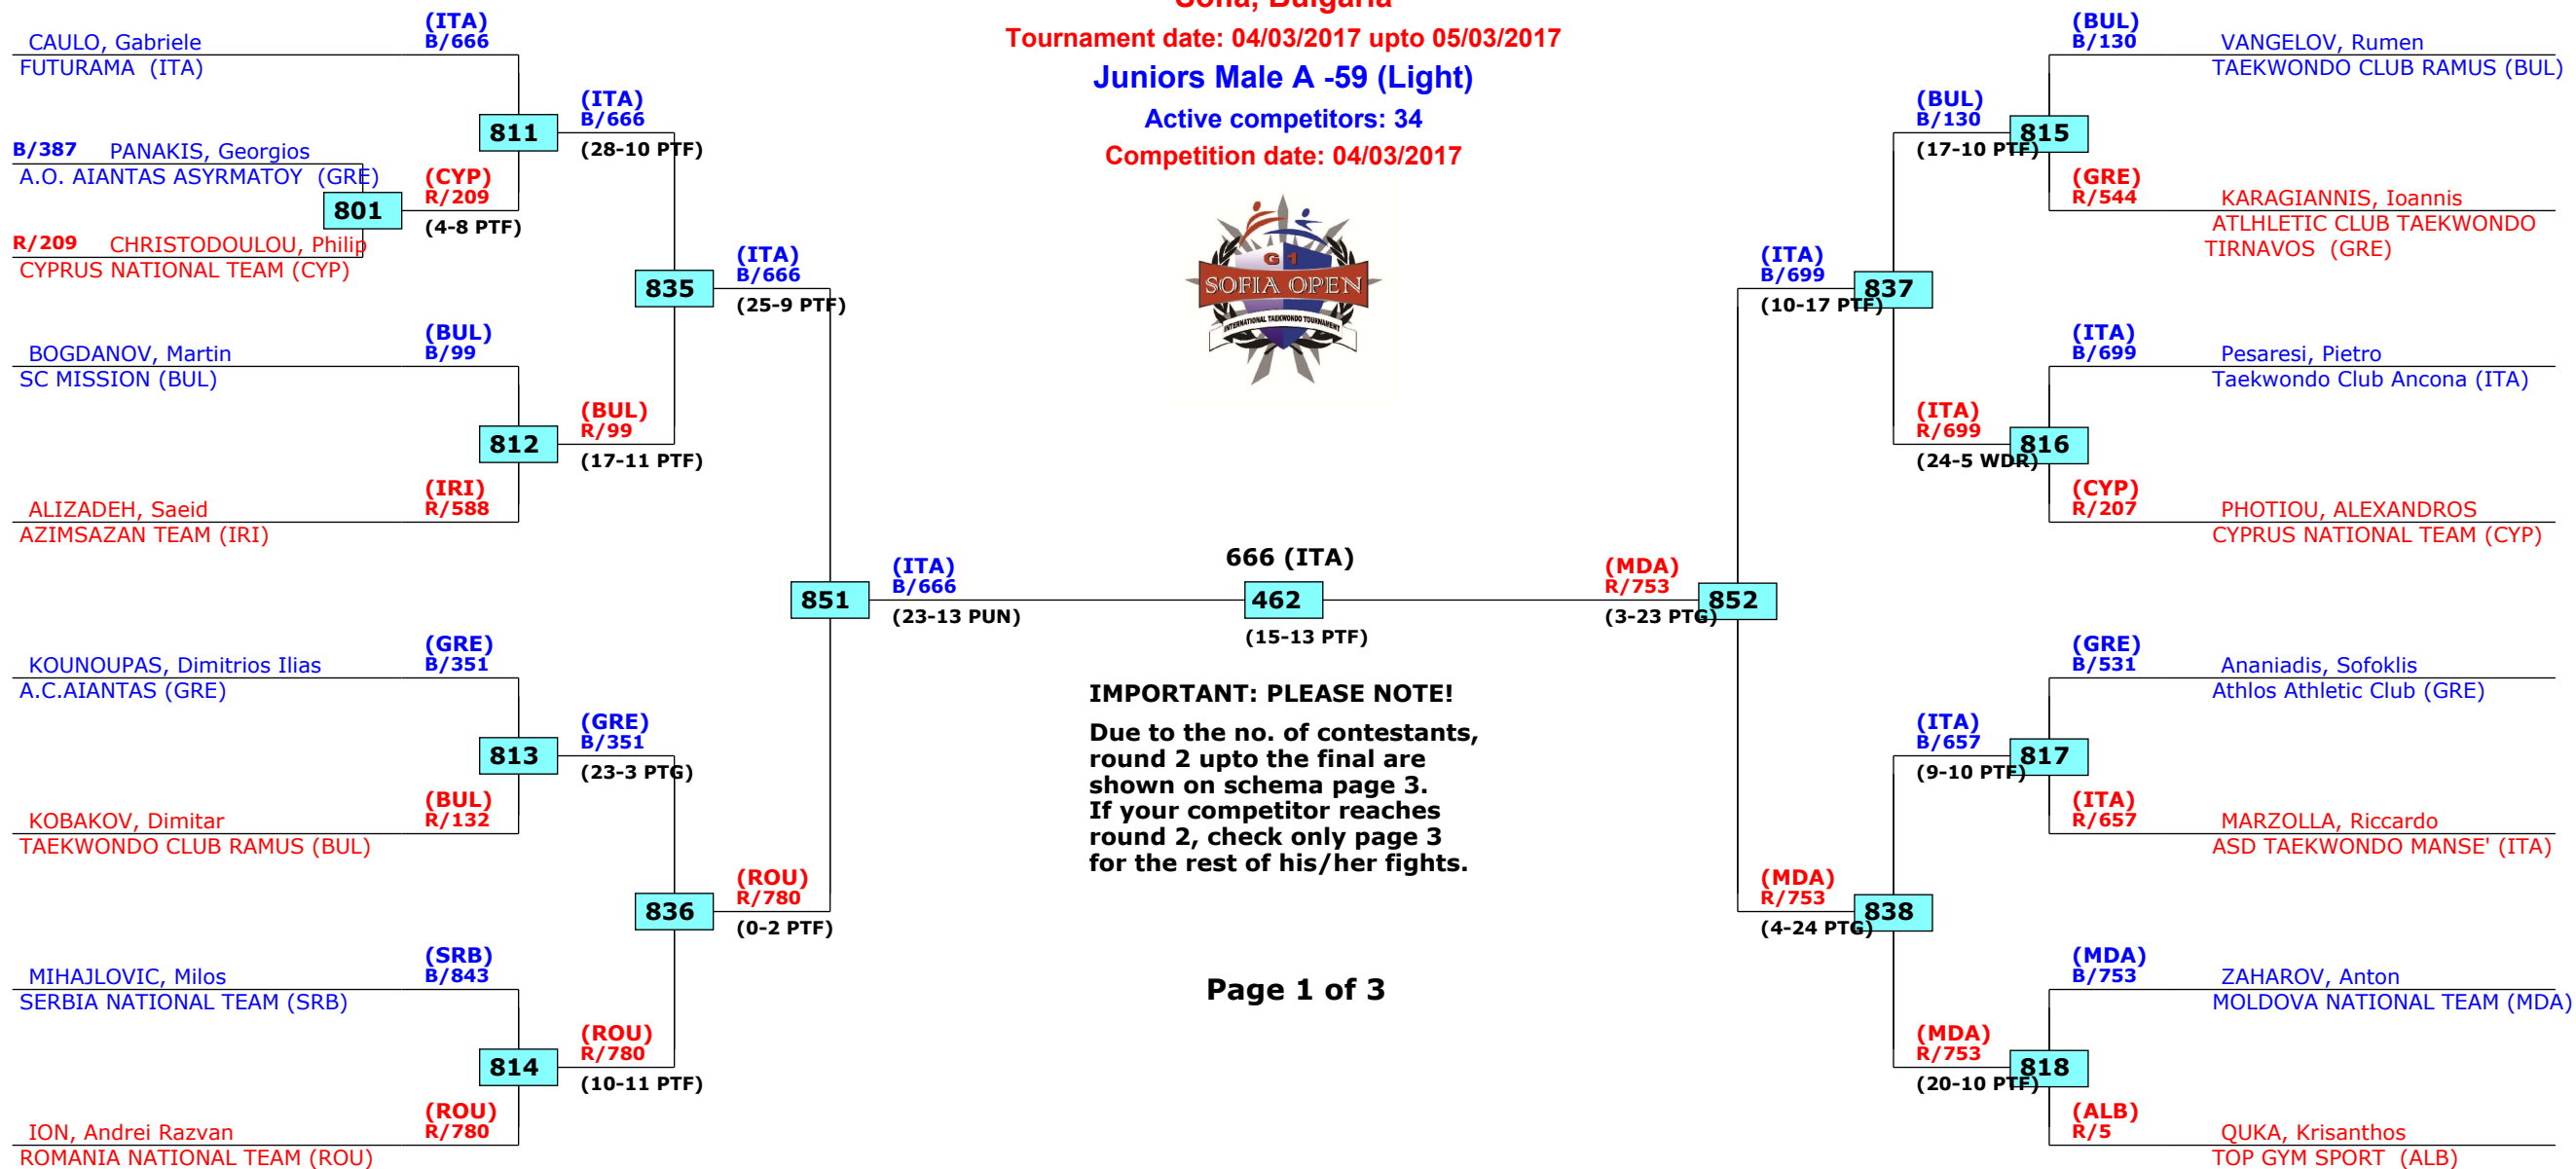 Sofia, Bulgaria
Tournament date: 04/03/2017 upto 05/03/2017
Juniors Male A -59 (Light)
Active competitors: 34
Competition date: 04/03/2017
G 1
SOFIA OPEN
INTERNATIONAL TAEKWONDO TOURNAMENT
(ITA)
CAULO, Gabriele B/666
FUTURAMA (ITA)
811
(ITA)
B/666
(28-10 PTF)
B/387 PANAKIS, Georgios
A.O. AIANTAS ASYRMATOY (GRE)
801
(CYP)
R/209
(4-8 PTF)
R/209 CHRISTODOULOU, Philip
CYPRUS NATIONAL TEAM (CYP)
835
(ITA)
B/666
(25-9 PTF)
(BUL)
BOGDANOV, Martin B/99
SC MISSION (BUL)
812
(BUL)
R/99
(17-11 PTF)
(IRI)
ALIZADEH, Saeid R/588
AZIMSAZAN TEAM (IRI)
851
(ITA)
B/666
(23-13 PUN)
(GRE)
KOUNOUPAS, Dimitrios Ilias B/351
A.C.AIANTAS (GRE)
813
(GRE)
B/351
(23-3 PTG)
(BUL)
KOBAKOV, Dimitar R/132
TAEKWONDO CLUB RAMUS (BUL)
836
(ROU)
R/780
(0-2 PTF)
(SRB)
MIHAJLOVIC, Milos B/843
SERBIA NATIONAL TEAM (SRB)
814
(ROU)
R/780
(10-11 PTF)
(ROU)
ION, Andrei Razvan R/780
ROMANIA NATIONAL TEAM (ROU)
666 (ITA)
462
(15-13 PTF)
IMPORTANT: PLEASE NOTE!
Due to the no. of contestants,
round 2 upto the final are
shown on schema page 3.
If your competitor reaches
round 2, check only page 3
for the rest of his/her fights.
Page 1 of 3
(BUL)
B/130 VANGELOV, Rumen
TAEKWONDO CLUB RAMUS (BUL)
(BUL)
B/130
(17-10 PTF)
815
(GRE)
R/544 KARAGIANNIS, Ioannis
ATLHLETIC CLUB TAEKWONDO
TIRNAVOS (GRE)
(ITA)
B/699
(10-17 PTF)
837
(ITA)
B/699 Pesaresi, Pietro
Taekwondo Club Ancona (ITA)
(ITA)
R/699
(24-5 WDR)
816
(CYP)
R/207 PHOTIOU, ALEXANDROS
CYPRUS NATIONAL TEAM (CYP)
(MDA)
R/753
(3-23 PTG)
852
(GRE)
B/531 Ananiadis, Sofoklis
Athlos Athletic Club (GRE)
(ITA)
B/657
(9-10 PTF)
817
(ITA)
R/657 MARZOLLA, Riccardo
ASD TAEKWONDO MANSE' (ITA)
(MDA)
R/753
(4-24 PTG)
838
(MDA)
B/753 ZAHAROV, Anton
MOLDOVA NATIONAL TEAM (MDA)
(MDA)
R/753
(20-10 PTF)
818
(ALB)
R/5 QUKA, Krisanthos
TOP GYM SPORT (ALB)